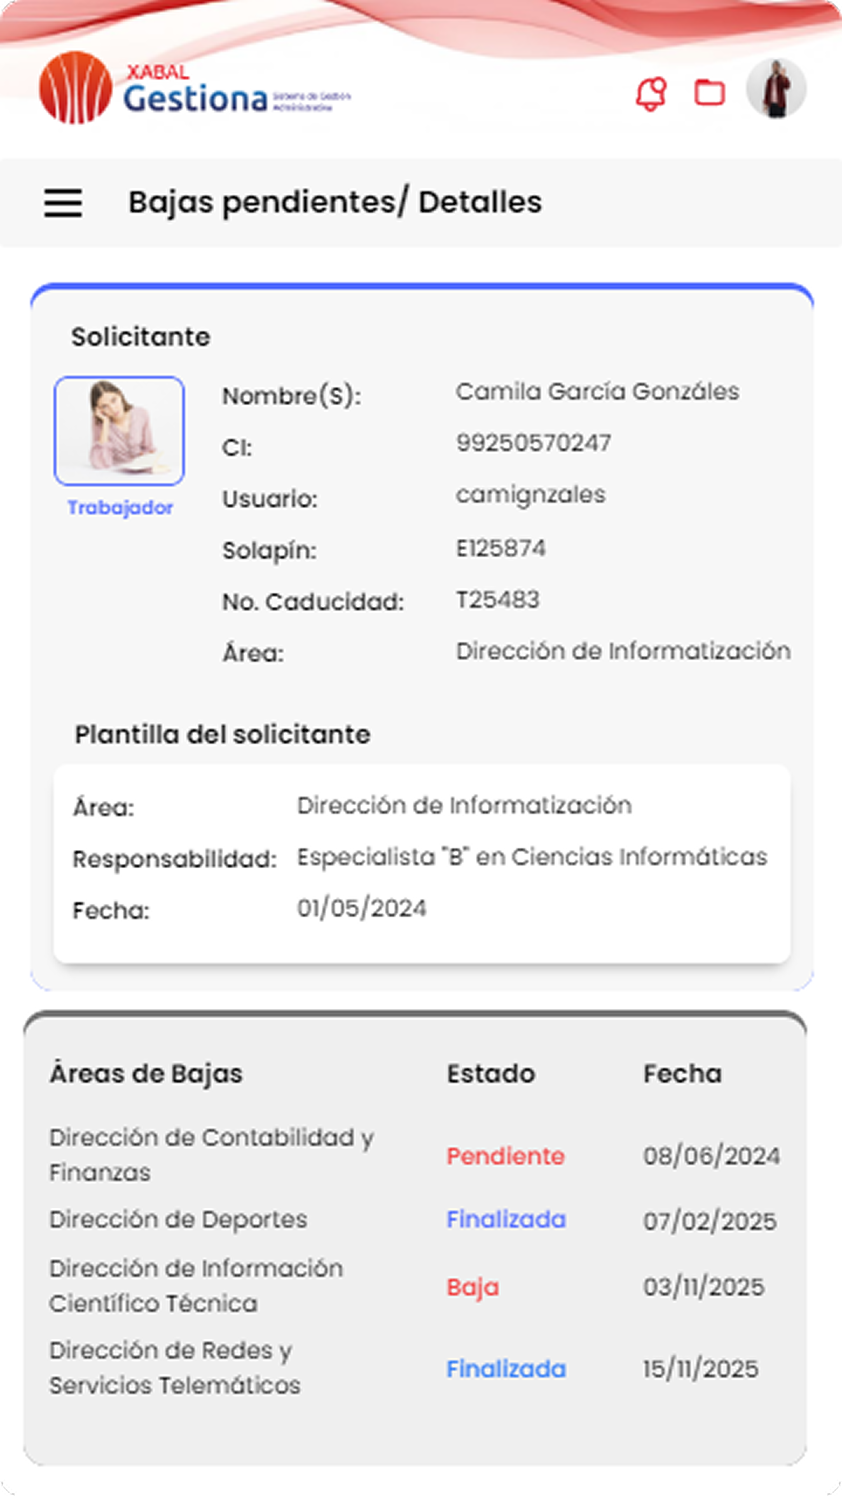 XABAL
Gestiona
Sistema de Gestión
Administrativa
Bajas pendientes/ Detalles
Solicitante
Trabajador
Nombre(S): Camila García Gonzáles
CI: 99250570247
Usuario: camignzales
Solapín: E125874
No. Caducidad: T25483
Área: Dirección de Informatización
Plantilla del solicitante
Área: Dirección de Informatización
Responsabilidad: Especialista "B" en Ciencias Informáticas
Fecha: 01/05/2024
Áreas de Bajas Estado Fecha
Dirección de Contabilidad y
Finanzas Pendiente 08/06/2024
Dirección de Deportes Finalizada 07/02/2025
Dirección de Información
Científico Técnica Baja 03/11/2025
Dirección de Redes y
Servicios Telemáticos Finalizada 15/11/2025